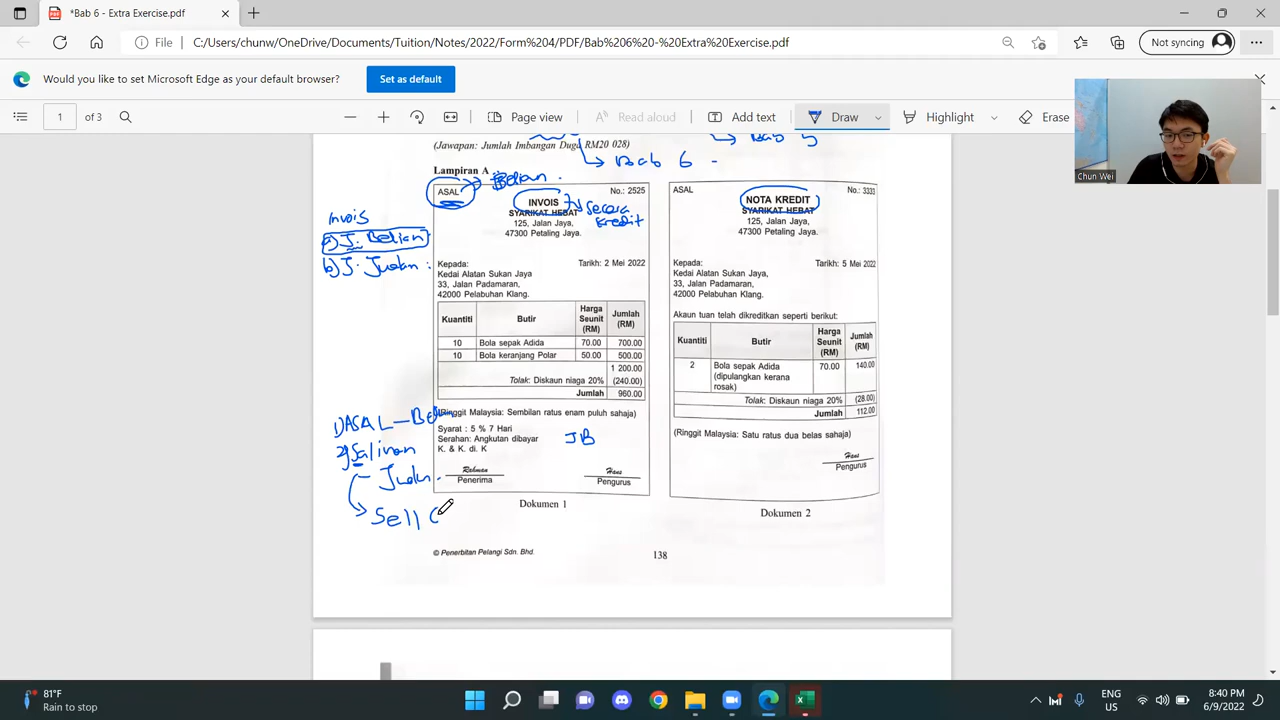 *Bab 6 - Extra Exercise.pdf
File C:/Users/chunw/OneDrive/Documents/Tuition/Notes/2022/Form%204/PDF/Bab%206%20-%20Extra%20Exercise.pdf
Not syncing
Would you like to set Microsoft Edge as your default browser?
Set as default
1 of 3
Page view
Read aloud
Add text
Draw
Highlight
Erase
Chun Wei
(Jawapan: Jumlah Imbangan Duga RM20 028)
Bab 6 -
Bab 5
Lampiran A
ASAL
Belian.
INVOIS
No.: 2525
secara kredit
SYARIKAT HEBAT
125, Jalan Jaya,
47300 Petaling Jaya.
Kepada:
Tarikh: 2 Mei 2022
Kedai Alatan Sukan Jaya
33, Jalan Padamaran,
42000 Pelabuhan Klang.
Kuantiti Butir Harga Seunit (RM) Jumlah (RM)
10 Bola sepak Adida 70.00 700.00
10 Bola keranjang Polar 50.00 500.00
1 200.00
Tolak: Diskaun niaga 20% (240.00)
Jumlah 960.00
(Ringgit Malaysia: Sembilan ratus enam puluh sahaja)
Syarat : 5 % 7 Hari
Serahan: Angkutan dibayar
K. & K. di. K
JB
Rahman
Penerima
Hans
Pengurus
Dokumen 1
ASAL
NOTA KREDIT
No.: 3333
SYARIKAT HEBAT
125, Jalan Jaya,
47300 Petaling Jaya.
Kepada:
Tarikh: 5 Mei 2022
Kedai Alatan Sukan Jaya,
33, Jalan Padamaran,
42000 Pelabuhan Klang.
Akaun tuan telah dikreditkan seperti berikut:
Kuantiti Butir Harga Seunit (RM) Jumlah (RM)
2 Bola sepak Adida (dipulangkan kerana rosak) 70.00 140.00
Tolak: Diskaun niaga 20% (28.00)
Jumlah 112.00
(Ringgit Malaysia: Satu ratus dua belas sahaja)
Hans
Pengurus
Dokumen 2
Invois
a) J. Belian
b) J. Jualan :
1) ASAL – Beli
2) Salinan
– Jualan.
Sell
© Penerbitan Pelangi Sdn. Bhd.
138
81°F
Rain to stop
ENG
US
8:40 PM
6/9/2022